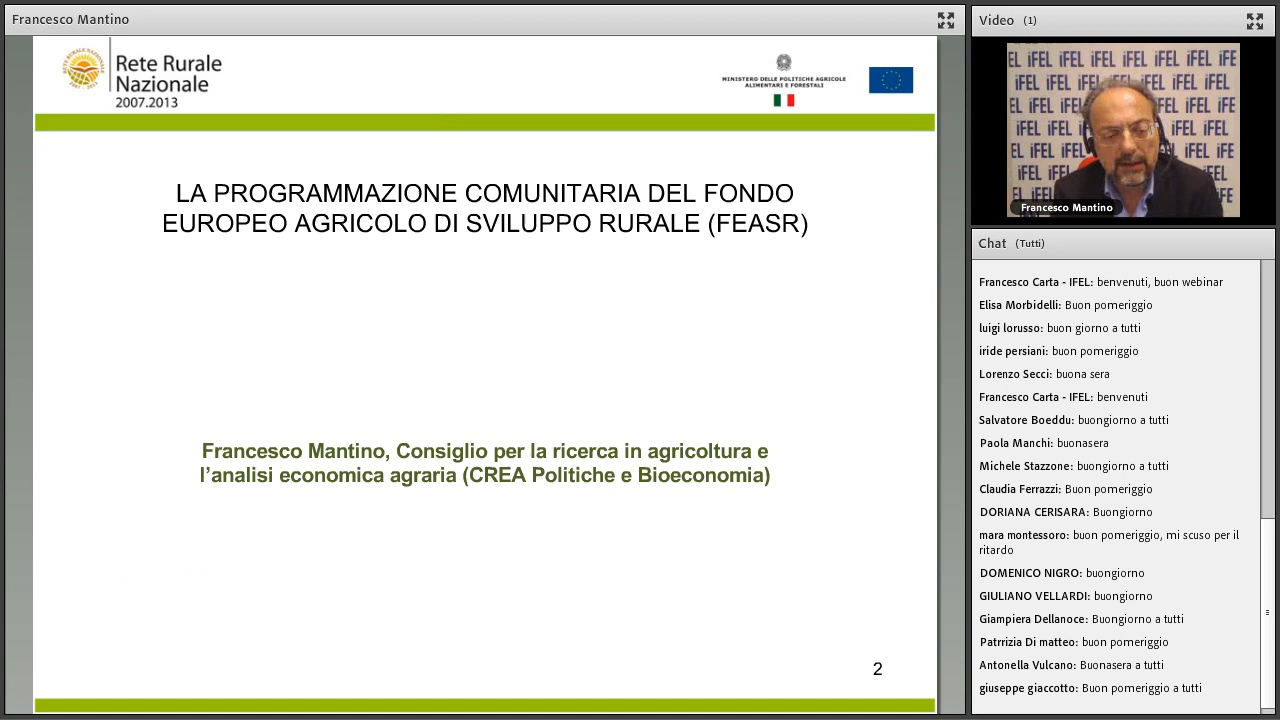 Francesco Mantino
Rete Rurale
Nazionale
2007.2013
MINISTERO DELLE POLITICHE AGRICOLE
ALIMENTARI E FORESTALI
LA PROGRAMMAZIONE COMUNITARIA DEL FONDO
EUROPEO AGRICOLO DI SVILUPPO RURALE (FEASR)
Francesco Mantino, Consiglio per la ricerca in agricoltura e
l'analisi economica agraria (CREA Politiche e Bioeconomia)
2
Video (1)
iFEL
Francesco Mantino
Chat (Tutti)
Francesco Carta - IFEL: benvenuti, buon webinar
Elisa Morbidelli: Buon pomeriggio
luigi lorusso: buon giorno a tutti
iride persiani: buon pomeriggio
Lorenzo Secci: buona sera
Francesco Carta - IFEL: benvenuti
Salvatore Boeddu: buongiorno a tutti
Paola Manchi: buonasera
Michele Stazzone: buongiorno a tutti
Claudia Ferrazzi: Buon pomeriggio
DORIANA CERISARA: Buongiorno
mara montessoro: buon pomeriggio, mi scuso per il
ritardo
DOMENICO NIGRO: buongiorno
GIULIANO VELLARDI: buongiorno
Giampiera Dellanoce: Buongiorno a tutti
Patrrizia Di matteo: buon pomeriggio
Antonella Vulcano: Buonasera a tutti
giuseppe giaccotto: Buon pomeriggio a tutti